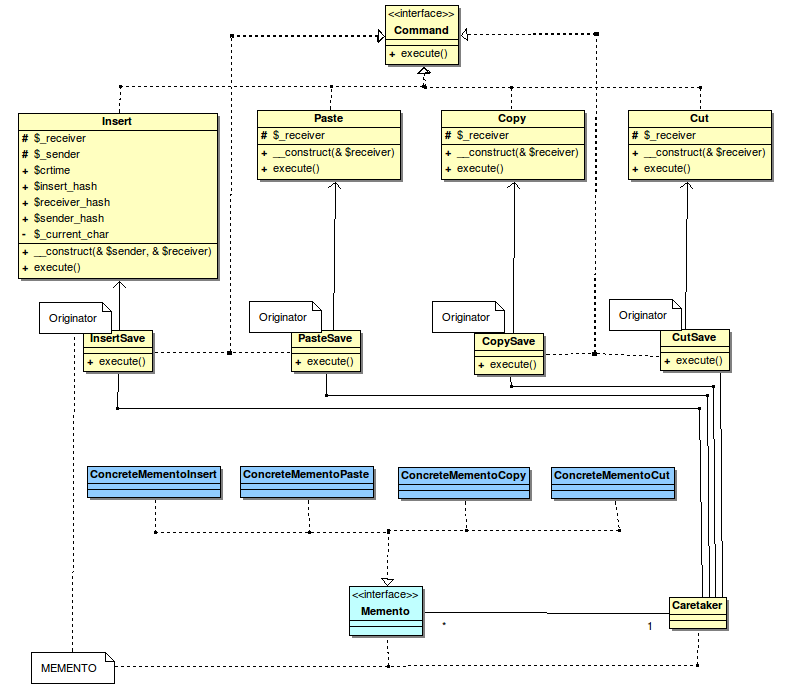 <<interface>>
Command
+ execute()
Insert
# $_receiver
# $_sender
+ $crtime
+ $insert_hash
+ $receiver_hash
+ $sender_hash
- $_current_char
+ __construct(& $sender, & $receiver)
+ execute()
Paste
# $_receiver
+ __construct(& $receiver)
+ execute()
Copy
# $_receiver
+ __construct(& $receiver)
+ execute()
Cut
# $_receiver
+ __construct(& $receiver)
+ execute()
Originator
InsertSave
+ execute()
Originator
PasteSave
+ execute()
Originator
CopySave
+ execute()
Originator
CutSave
+ execute()
ConcreteMementoInsert
ConcreteMementoPaste
ConcreteMementoCopy
ConcreteMementoCut
<<interface>>
Memento
* 1
Caretaker
MEMENTO